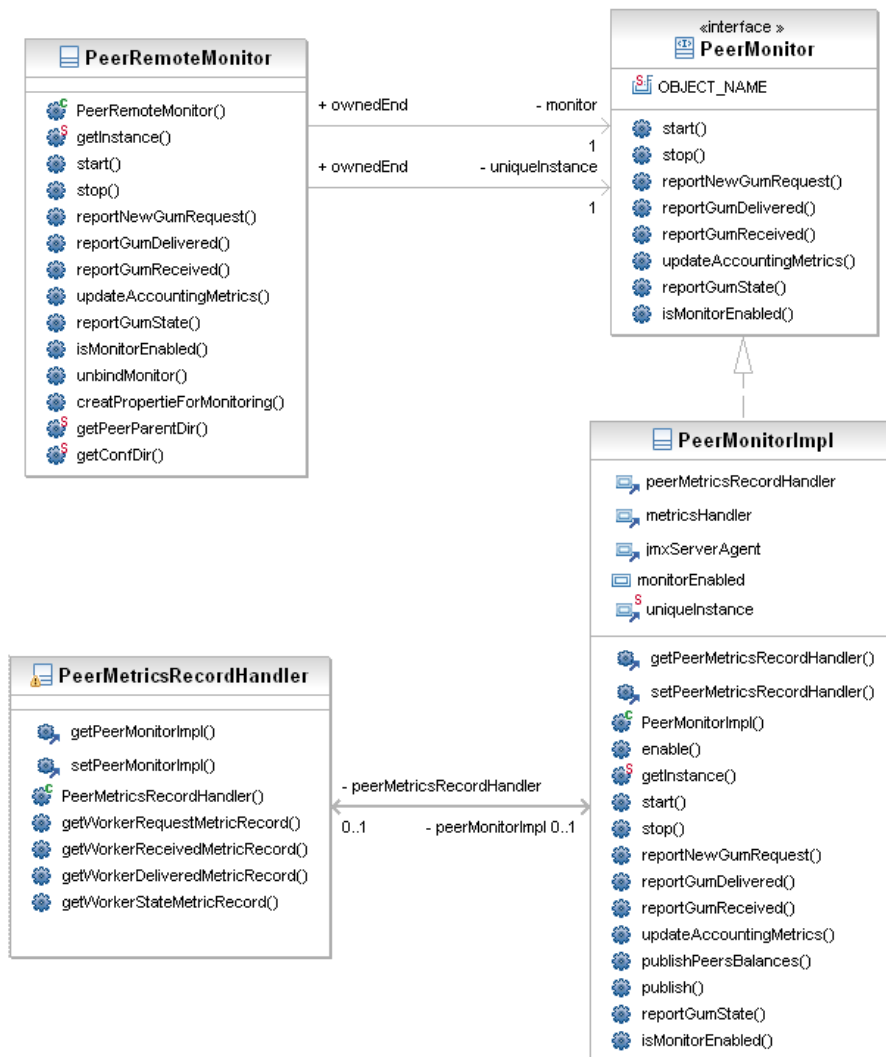 PeerRemoteMonitor
PeerRemoteMonitor()
getInstance()
start()
stop()
reportNewGumRequest()
reportGumDelivered()
reportGumReceived()
updateAccountingMetrics()
reportGumState()
isMonitorEnabled()
unbindMonitor()
creatPropertieForMonitoring()
getPeerParentDir()
getConfDir()
+ ownedEnd
- monitor
1
+ ownedEnd
- uniqueInstance
1
«interface »
PeerMonitor
OBJECT_NAME
start()
stop()
reportNewGumRequest()
reportGumDelivered()
reportGumReceived()
updateAccountingMetrics()
reportGumState()
isMonitorEnabled()
PeerMonitorImpl
peerMetricsRecordHandler
metricsHandler
jmxServerAgent
monitorEnabled
uniqueInstance
getPeerMetricsRecordHandler()
setPeerMetricsRecordHandler()
PeerMonitorImpl()
enable()
getInstance()
start()
stop()
reportNewGumRequest()
reportGumDelivered()
reportGumReceived()
updateAccountingMetrics()
publishPeersBalances()
publish()
reportGumState()
isMonitorEnabled()
PeerMetricsRecordHandler
getPeerMonitorImpl()
setPeerMonitorImpl()
PeerMetricsRecordHandler()
getWorkerRequestMetricRecord()
getWorkerReceivedMetricRecord()
getWorkerDeliveredMetricRecord()
getWorkerStateMetricRecord()
- peerMetricsRecordHandler
0..1
- peerMonitorImpl 0..1